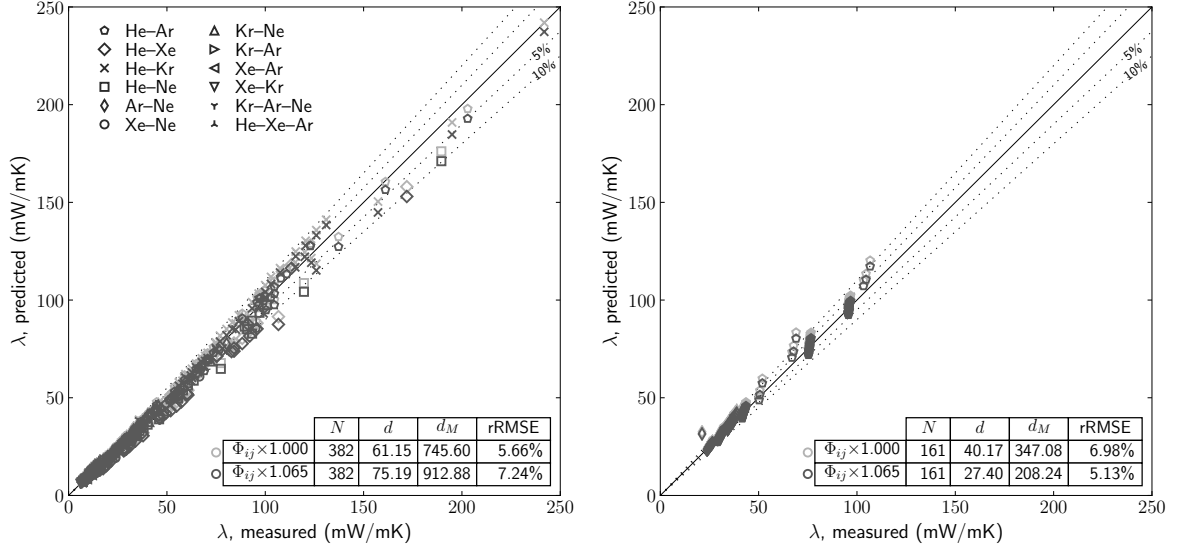 250
200
150
100
50
0
λ, predicted (mW/mK)
He–Ar Kr–Ne
He–Xe Kr–Ar
He–Kr Xe–Ar
He–Ne Xe–Kr
Ar–Ne Kr–Ar–Ne
Xe–Ne He–Xe–Ar
5%
10%
N d d_M rRMSE
Φ_ij×1.000 382 61.15 745.60 5.66%
Φ_ij×1.065 382 75.19 912.88 7.24%
0 50 100 150 200 250
λ, measured (mW/mK)
250
200
150
100
50
0
λ, predicted (mW/mK)
5%
10%
N d d_M rRMSE
Φ_ij×1.000 161 40.17 347.08 6.98%
Φ_ij×1.065 161 27.40 208.24 5.13%
0 50 100 150 200 250
λ, measured (mW/mK)